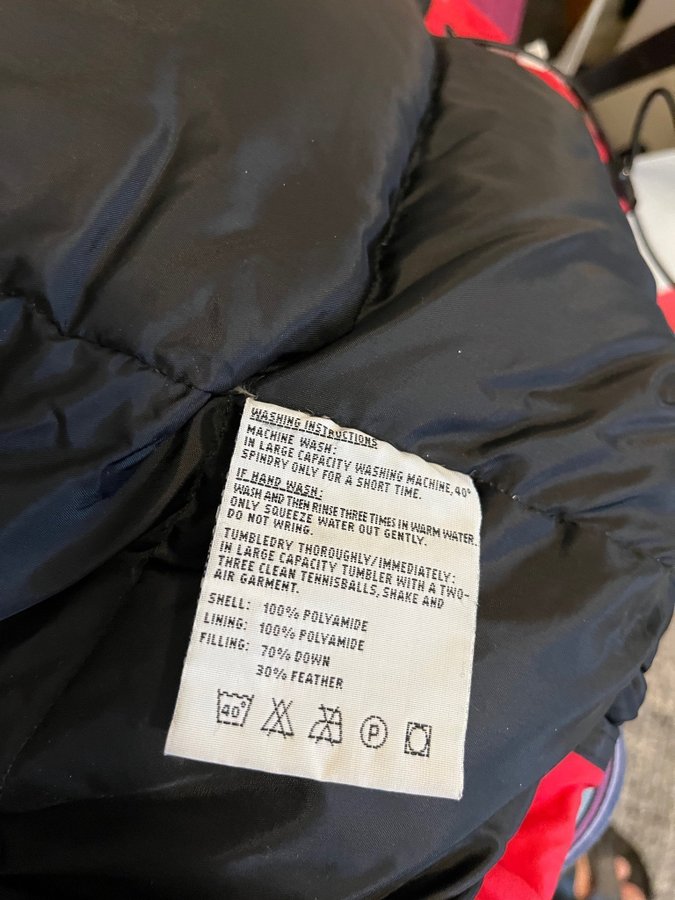 WASHING INSTRUCTIONS
MACHINE WASH:
IN LARGE CAPACITY WASHING MACHINE, 40°
SPINDRY ONLY FOR A SHORT TIME.
IF HAND WASH:
WASH AND THEN RINSE THREE TIMES IN WARM WATER.
ONLY SQUEEZE WATER OUT GENTLY.
DO NOT WRING.
TUMBLEDRY THOROUGHLY/IMMEDIATELY:
IN LARGE CAPACITY TUMBLER WITH A TWO-
THREE CLEAN TENNISBALLS, SHAKE AND
AIR GARMENT.
SHELL: 100% POLYAMIDE
LINING: 100% POLYAMIDE
FILLING: 70% DOWN
30% FEATHER
40° P